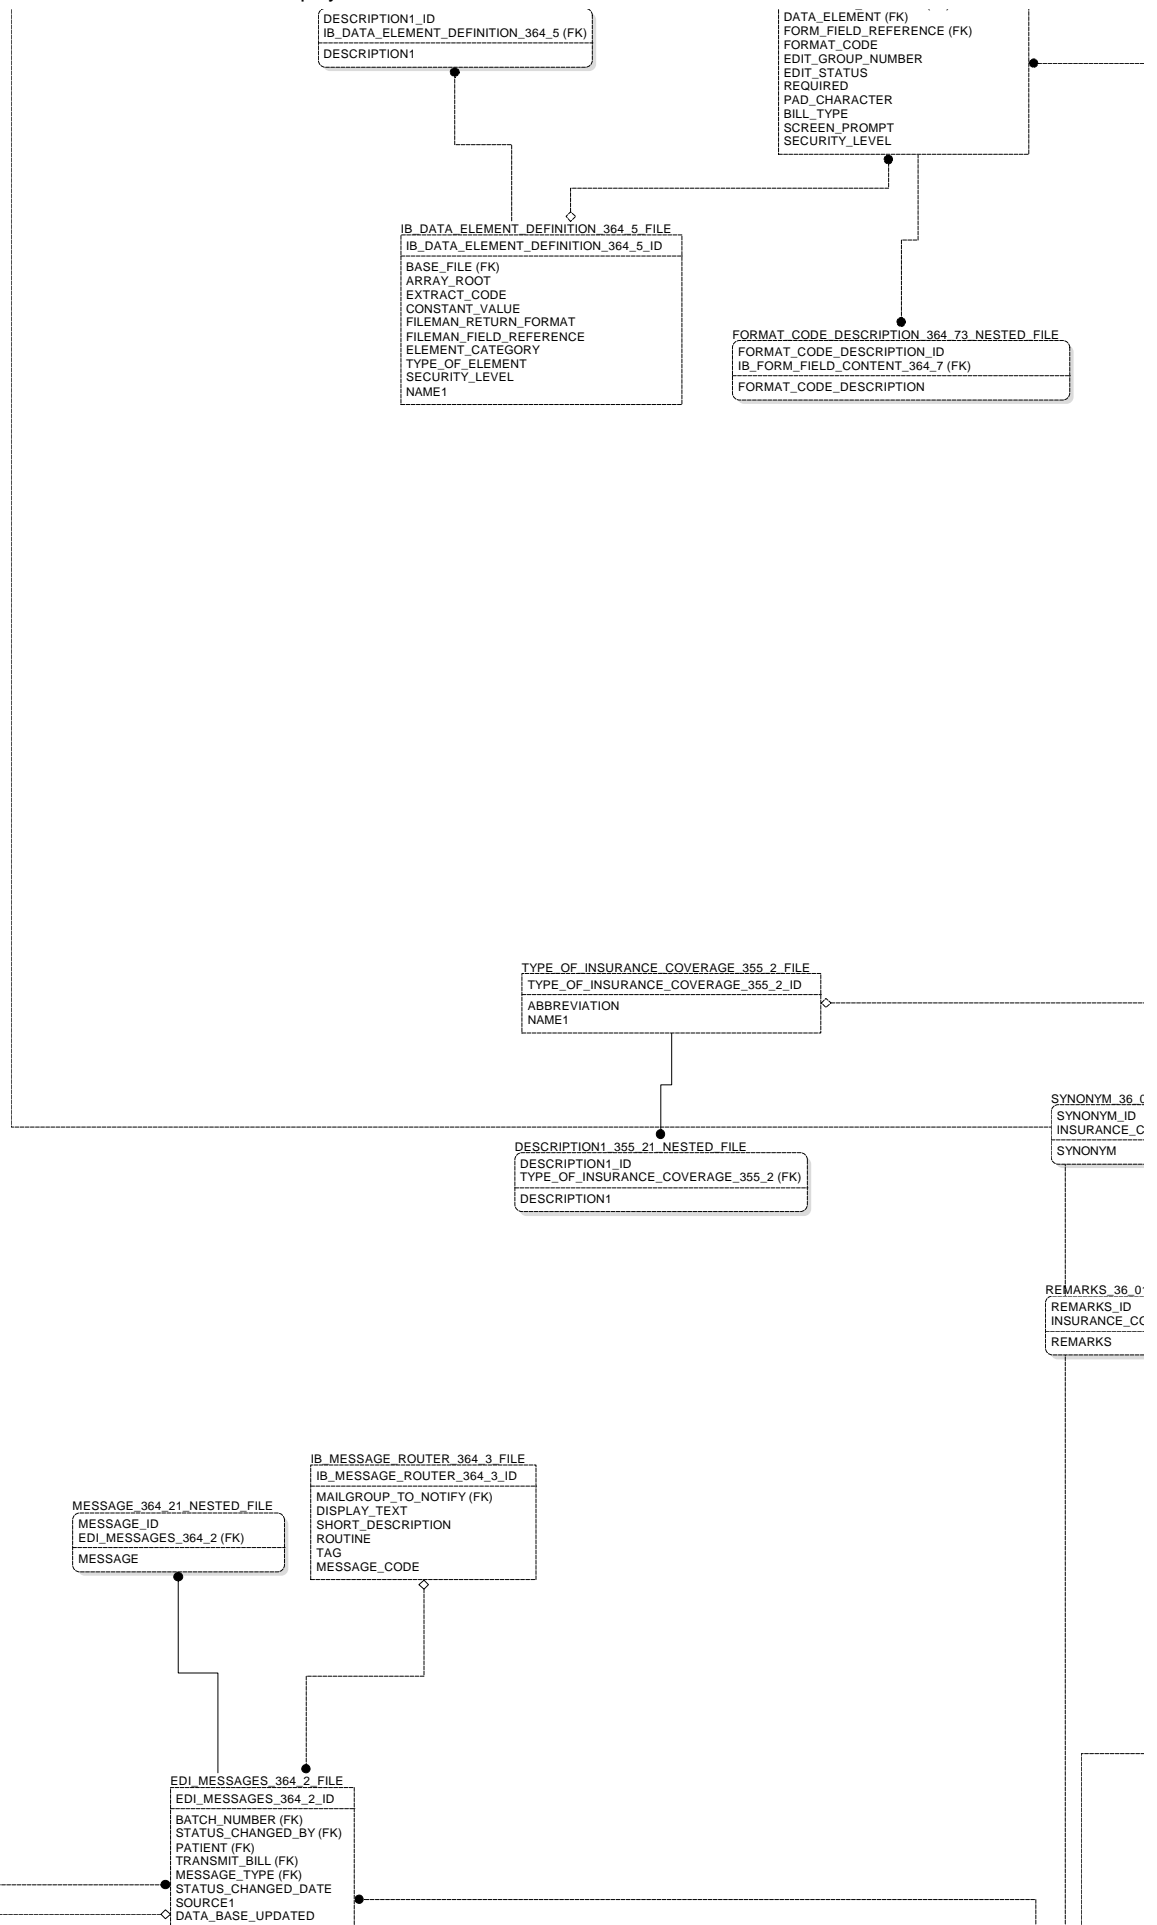 DESCRIPTION1_ID
IB_DATA_ELEMENT_DEFINITION_364_5 (FK)
DESCRIPTION1
DATA_ELEMENT (FK)
FORM_FIELD_REFERENCE (FK)
FORMAT_CODE
EDIT_GROUP_NUMBER
EDIT_STATUS
REQUIRED
PAD_CHARACTER
BILL_TYPE
SCREEN_PROMPT
SECURITY_LEVEL
IB_DATA_ELEMENT_DEFINITION_364_5_FILE
IB_DATA_ELEMENT_DEFINITION_364_5_ID
BASE_FILE (FK)
ARRAY_ROOT
EXTRACT_CODE
CONSTANT_VALUE
FILEMAN_RETURN_FORMAT
FILEMAN_FIELD_REFERENCE
ELEMENT_CATEGORY
TYPE_OF_ELEMENT
SECURITY_LEVEL
NAME1
FORMAT_CODE_DESCRIPTION_364_73_NESTED_FILE
FORMAT_CODE_DESCRIPTION_ID
IB_FORM_FIELD_CONTENT_364_7 (FK)
FORMAT_CODE_DESCRIPTION
TYPE_OF_INSURANCE_COVERAGE_355_2_FILE
TYPE_OF_INSURANCE_COVERAGE_355_2_ID
ABBREVIATION
NAME1
SYNONYM_36_0
SYNONYM_ID
INSURANCE_C
SYNONYM
DESCRIPTION1_355_21_NESTED_FILE
DESCRIPTION1_ID
TYPE_OF_INSURANCE_COVERAGE_355_2 (FK)
DESCRIPTION1
REMARKS_36_01
REMARKS_ID
INSURANCE_CO
REMARKS
IB_MESSAGE_ROUTER_364_3_FILE
IB_MESSAGE_ROUTER_364_3_ID
MAILGROUP_TO_NOTIFY (FK)
DISPLAY_TEXT
SHORT_DESCRIPTION
ROUTINE
TAG
MESSAGE_CODE
MESSAGE_364_21_NESTED_FILE
MESSAGE_ID
EDI_MESSAGES_364_2 (FK)
MESSAGE
EDI_MESSAGES_364_2_FILE
EDI_MESSAGES_364_2_ID
BATCH_NUMBER (FK)
STATUS_CHANGED_BY (FK)
PATIENT (FK)
TRANSMIT_BILL (FK)
MESSAGE_TYPE (FK)
STATUS_CHANGED_DATE
SOURCE1
DATA_BASE_UPDATED